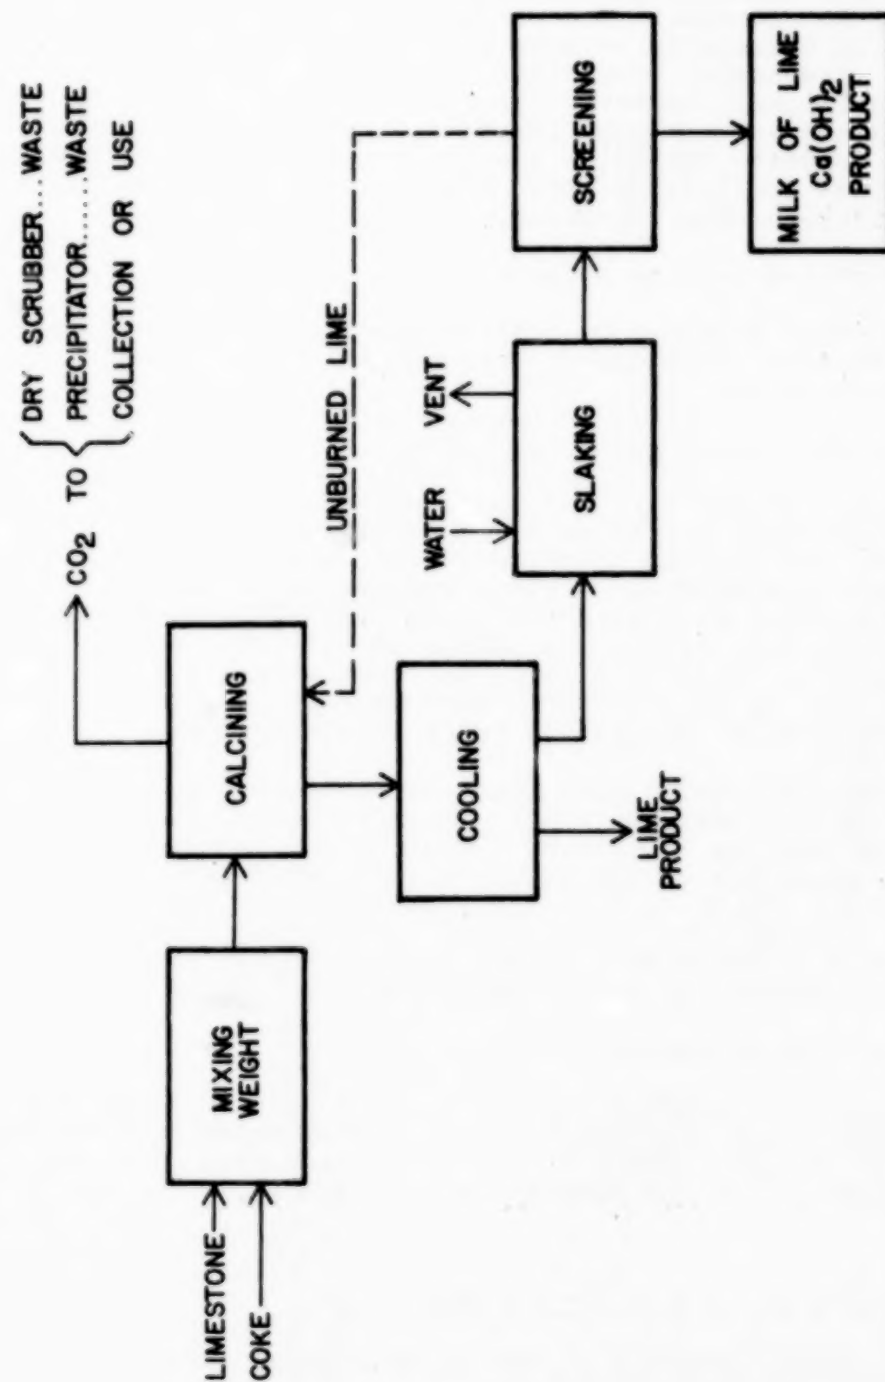 DRY SCRUBBER...WASTE
CO2 TO
PRECIPITATOR......WASTE
COLLECTION OR USE
LIMESTONE
COKE
MIXING
WEIGHT
CALCINING
UNBURNED LIME
COOLING
LIME
PRODUCT
WATER
VENT
SLAKING
SCREENING
MILK OF LIME
Ca(OH)2
PRODUCT